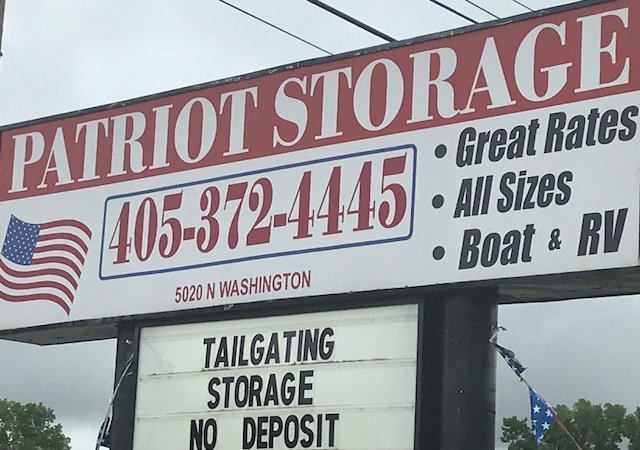 PATRIOT STORAGE
405-372-4445
5020 N WASHINGTON
• Great Rates
• All Sizes
• Boat & RV
TAILGATING
STORAGE
NO DEPOSIT